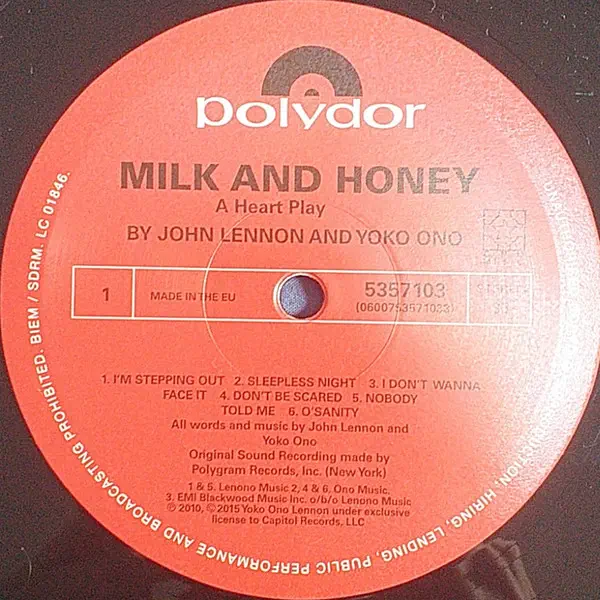 polydor
MILK AND HONEY
A Heart Play
BY JOHN LENNON AND YOKO ONO
1
MADE IN THE EU
5357103
(0600753571033)
1. I'M STEPPING OUT 2. SLEEPLESS NIGHT 3. I DON'T WANNA
FACE IT 4. DON'T BE SCARED 5. NOBODY
TOLD ME 6. O'SANITY
All words and music by John Lennon and
Yoko Ono
Original Sound Recording made by
Polygram Records, Inc. (New York)
1 & 5. Lenono Music 2, 4 & 6. Ono Music.
3. EMI Blackwood Music Inc. o/b/o Lenono Music
℗ 2010, ©2015 Yoko Ono Lennon under exclusive
license to Capitol Records, LLC
HIRING, LENDING, PUBLIC PERFORMANCE AND BROADCASTING PROHIBITED. BIEM / SDRM. LC 01846.